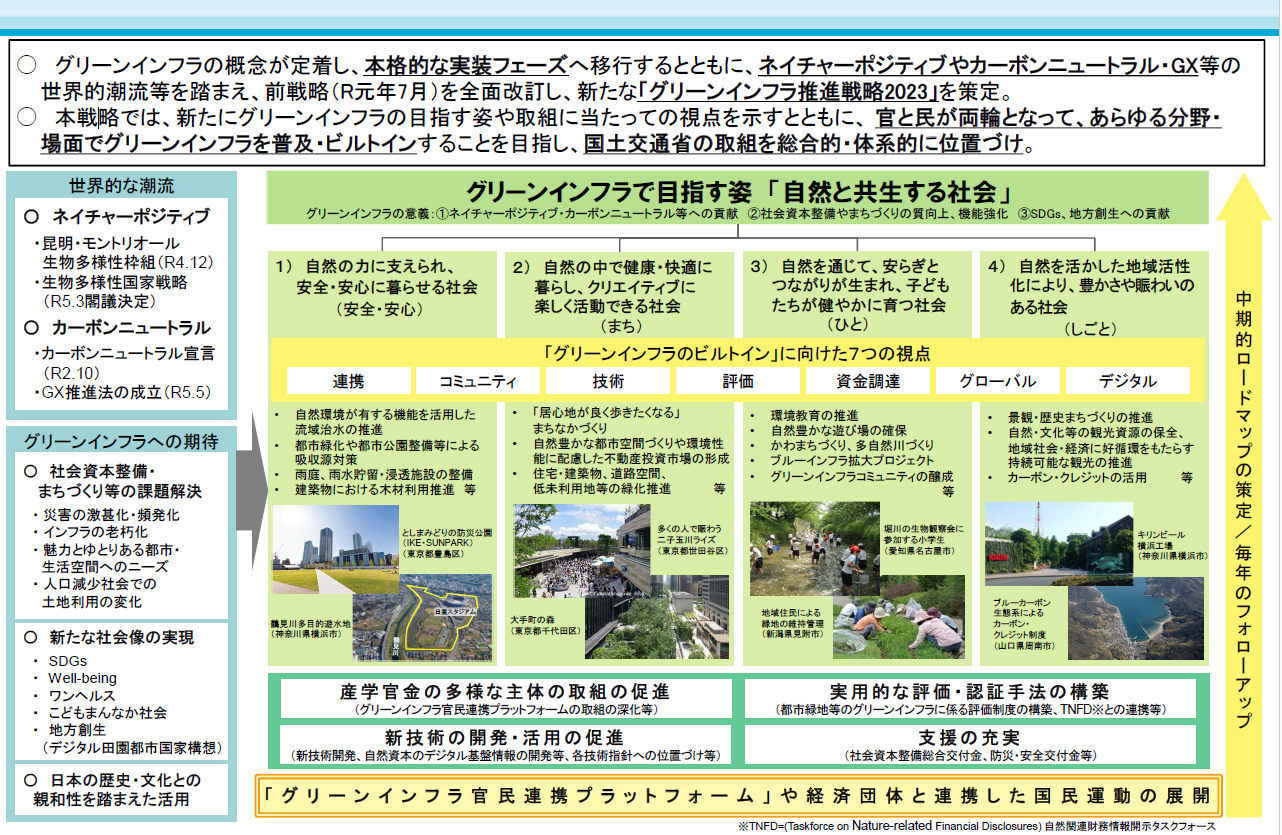 ○ グリーンインフラの概念が定着し、本格的な実装フェーズへ移行するとともに、ネイチャーポジティブやカーボンニュートラル・GX等の
世界的潮流等を踏まえ、前戦略(R元年7月)を全面改訂し、新たな「グリーンインフラ推進戦略2023」を策定。
○ 本戦略では、新たにグリーンインフラの目指す姿や取組に当たっての視点を示すとともに、官と民が両輪となって、あらゆる分野・
場面でグリーンインフラを普及・ビルトインすることを目指し、国土交通省の取組を総合的・体系的に位置づけ。
世界的な潮流
○ ネイチャーポジティブ
・昆明・モントリオール
生物多様性枠組(R4.12)
・生物多様性国家戦略
(R5.3閣議決定)
○ カーボンニュートラル
・カーボンニュートラル宣言
(R2.10)
・GX推進法の成立(R5.5)
グリーンインフラへの期待
○ 社会資本整備・
まちづくり等の課題解決
・災害の激甚化・頻発化
・インフラの老朽化
・魅力とゆとりある都市・
生活空間へのニーズ
・人口減少社会での
土地利用の変化
○ 新たな社会像の実現
・ SDGs
・ Well-being
・ ワンヘルス
・ こどもまんなか社会
・ 地方創生
(デジタル田園都市国家構想)
○ 日本の歴史・文化との
親和性を踏まえた活用
グリーンインフラで目指す姿 「自然と共生する社会」
グリーンインフラの意義:①ネイチャーポジティブ・カーボンニュートラル等への貢献 ②社会資本整備やまちづくりの質向上、機能強化 ③SDGs、地方創生への貢献
1) 自然の力に支えられ、
安全・安心に暮らせる社会
(安全・安心)
2) 自然の中で健康・快適に
暮らし、クリエイティブに
楽しく活動できる社会
(まち)
3) 自然を通じて、安らぎと
つながりが生まれ、子ども
たちが健やかに育つ社会
(ひと)
4) 自然を活かした地域活性
化により、豊かさや賑わいの
ある社会
(しごと)
「グリーンインフラのビルトイン」に向けた7つの視点
連携 コミュニティ 技術 評価 資金調達 グローバル デジタル
• 自然環境が有する機能を活用した
流域治水の推進
• 都市緑化や都市公園整備等による
吸収源対策
• 雨庭、雨水貯留・浸透施設の整備
• 建築物における木材利用推進 等
としまみどりの防災公園
(IKE・SUNPARK)
(東京都豊島区)
鶴見川多目的遊水地
(神奈川県横浜市)
日産スタジアム
鶴見川
• 「居心地が良く歩きたくなる」
まちなかづくり
• 自然豊かな都市空間づくりや環境性
能に配慮した不動産投資市場の形成
• 住宅・建築物、道路空間、
低未利用地等の緑化推進 等
多くの人で賑わう
二子玉川ライズ
(東京都世田谷区)
大手町の森
(東京都千代田区)
• 環境教育の推進
• 自然豊かな遊び場の確保
• かわまちづくり、多自然川づくり
• ブルーインフラ拡大プロジェクト
• グリーンインフラコミュニティの醸成
等
堀川の生物観察会に
参加する小学生
(愛知県名古屋市)
地域住民による
緑地の維持管理
(新潟県見附市)
• 景観・歴史まちづくりの推進
• 自然・文化等の観光資源の保全、
地域社会・経済に好循環をもたらす
持続可能な観光の推進
• カーボン・クレジットの活用 等
キリンビール
横浜工場
(神奈川県横浜市)
KIRIN
ブルーカーボン
生態系による
カーボン・
クレジット制度
(山口県周南市)
産学官金の多様な主体の取組の促進
(グリーンインフラ官民連携プラットフォームの取組の深化等)
実用的な評価・認証手法の構築
(都市緑地等のグリーンインフラに係る評価制度の構築、TNFD※との連携等)
新技術の開発・活用の促進
(新技術開発、自然資本のデジタル基盤情報の開発等、各技術指針への位置づけ等)
支援の充実
(社会資本整備総合交付金、防災・安全交付金等)
「グリーンインフラ官民連携プラットフォーム」や経済団体と連携した国民運動の展開
中期的ロードマップの策定/毎年のフォローアップ
※TNFD=(Taskforce on Nature-related Financial Disclosures) 自然関連財務情報開示タスクフォース